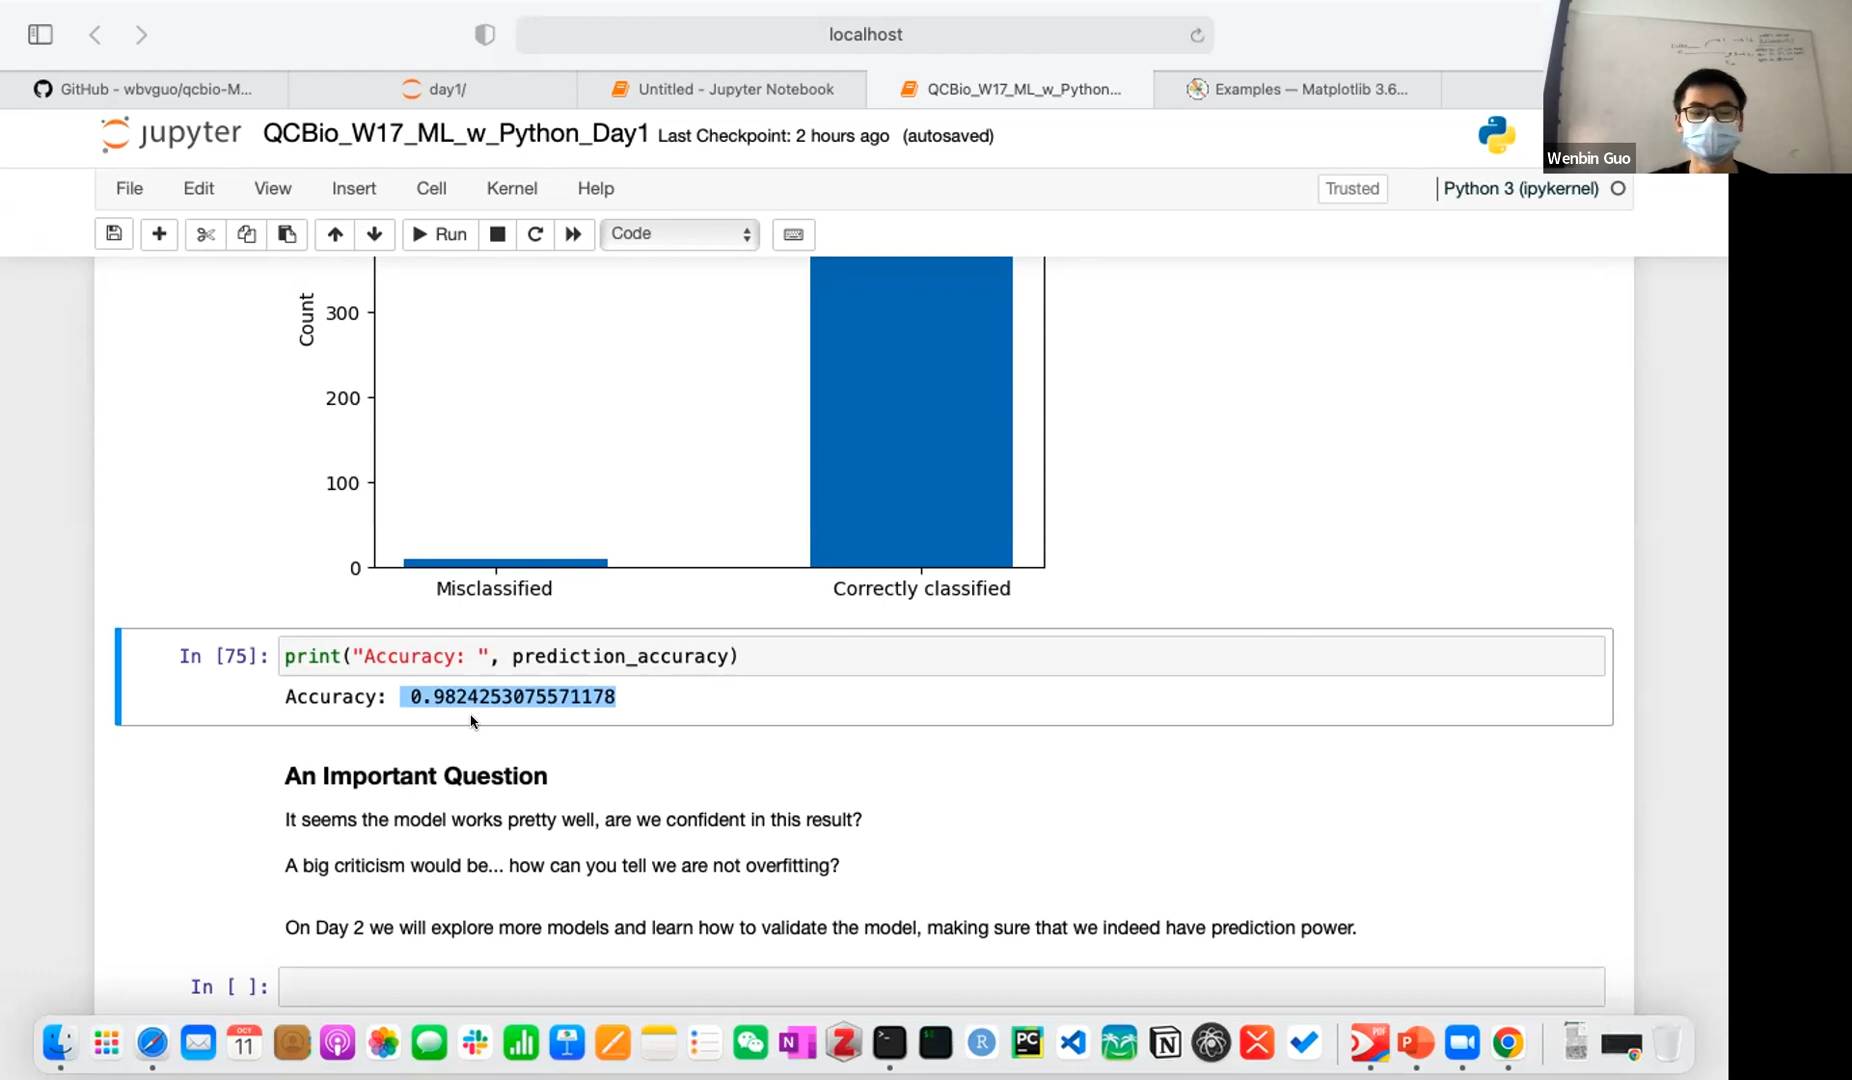 localhost
GitHub - wbvguo/qcbio-M...
day1/
Untitled - Jupyter Notebook
QCBio_W17_ML_w_Python...
Examples — Matplotlib 3.6...
Wenbin Guo
jupyter QCBio_W17_ML_w_Python_Day1 Last Checkpoint: 2 hours ago (autosaved)
File Edit View Insert Cell Kernel Help Trusted Python 3 (ipykernel)
Run Code
Count
300
200
100
0
Misclassified Correctly classified
In [75]: print("Accuracy: ", prediction_accuracy)
Accuracy: 0.9824253075571178
An Important Question
It seems the model works pretty well, are we confident in this result?
A big criticism would be... how can you tell we are not overfitting?
On Day 2 we will explore more models and learn how to validate the model, making sure that we indeed have prediction power.
In [ ]:
OCT
11
N
Z
R
PC
N
PDF
P